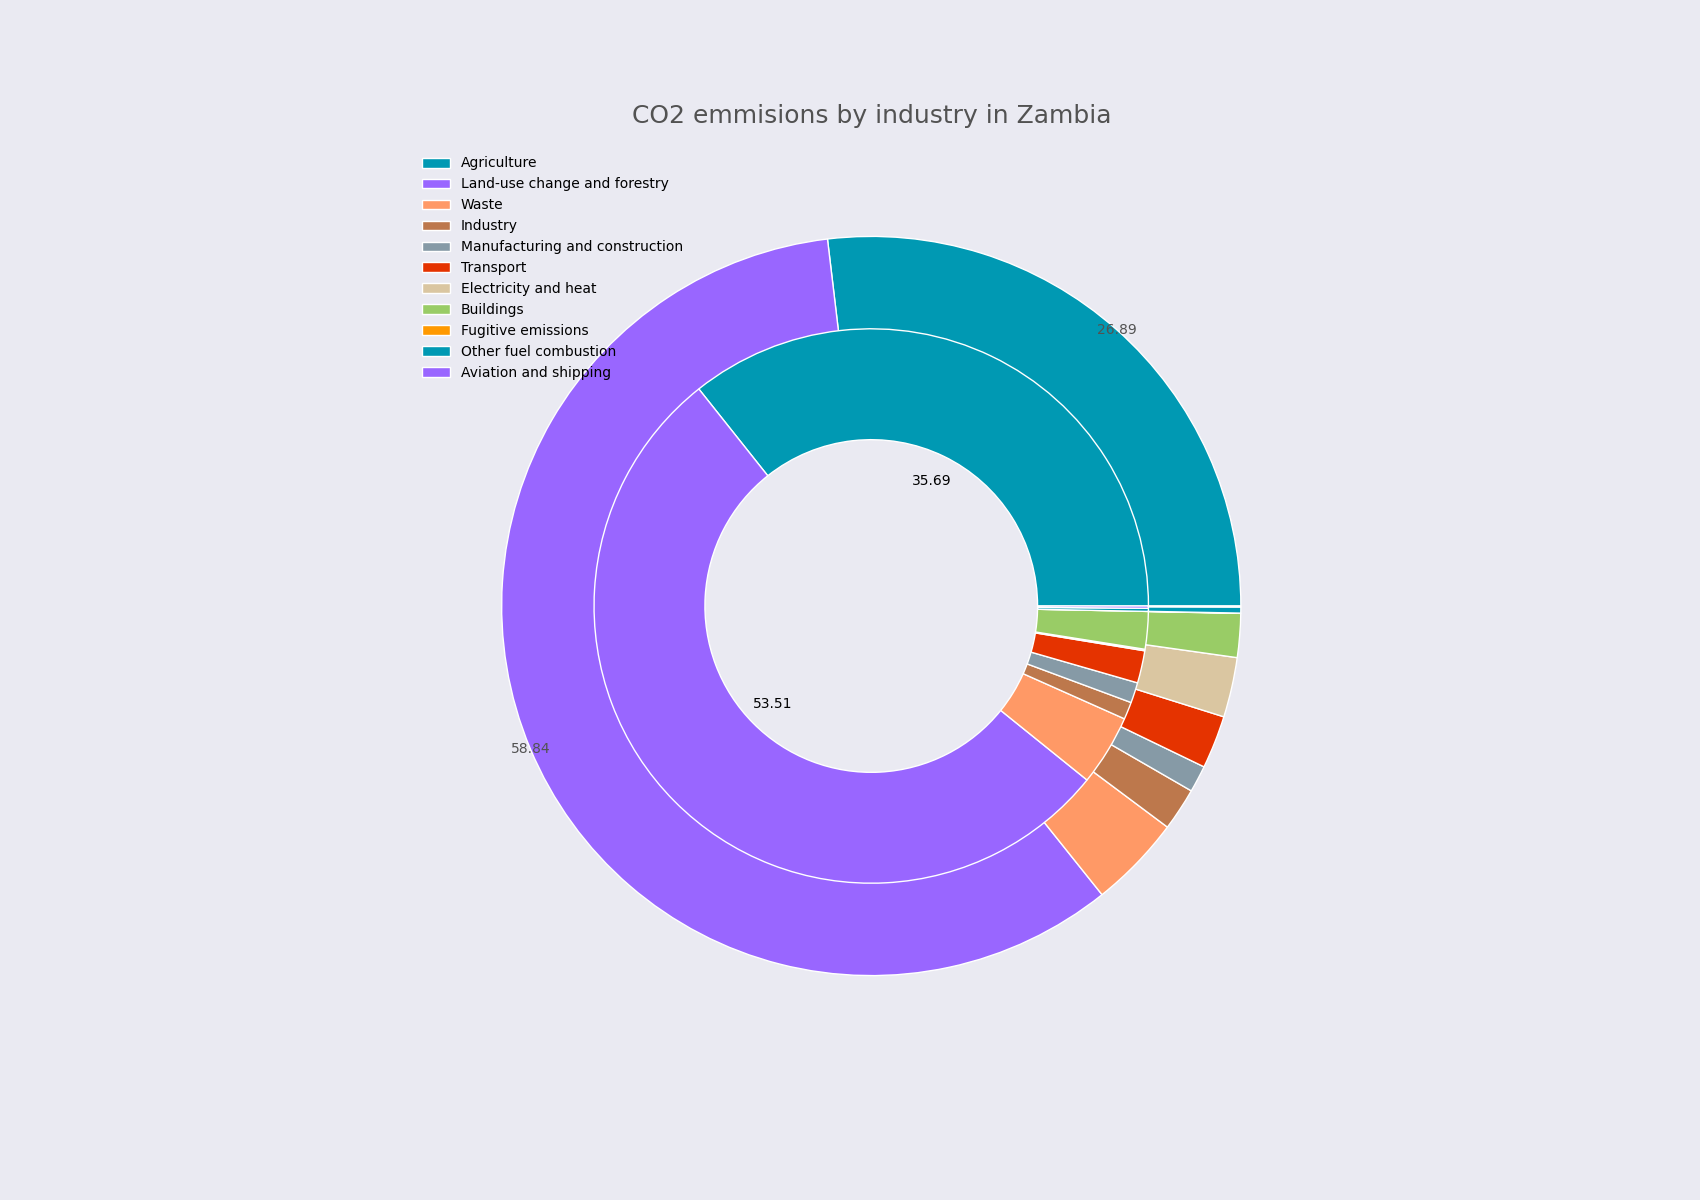 CO2 emmisions by industry in Zambia
Agriculture
Land-use change and forestry
Waste
Industry
Manufacturing and construction
Transport
Electricity and heat
Buildings
Fugitive emissions
Other fuel combustion
Aviation and shipping
26.89
35.69
53.51
58.84